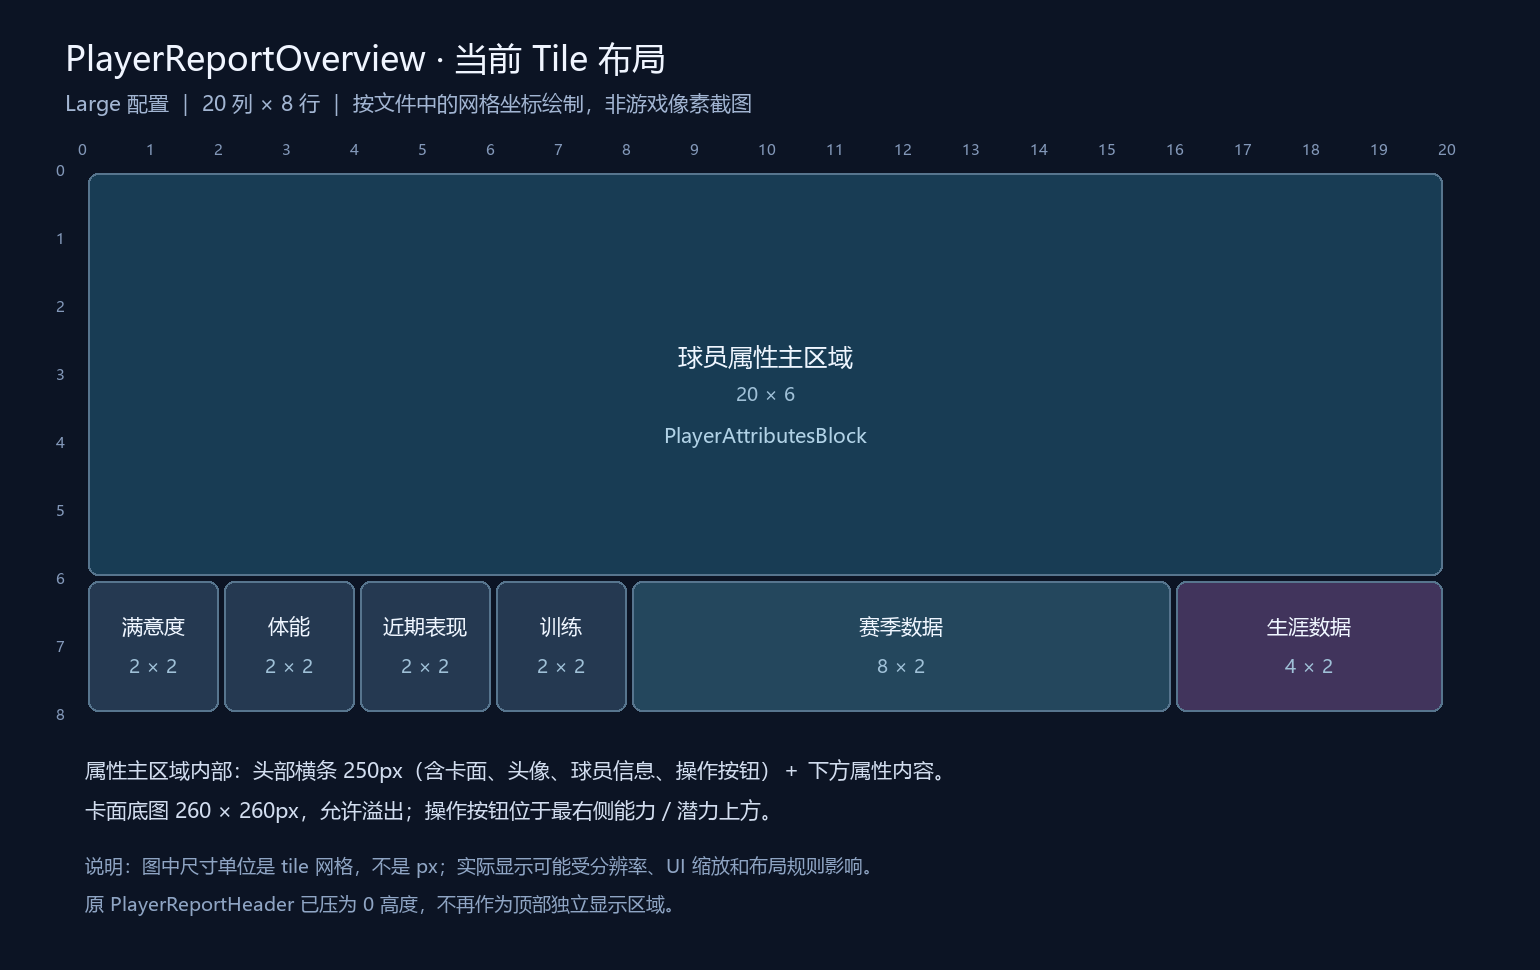 PlayerReportOverview · 当前 Tile 布局
Large 配置 | 20 列 × 8 行 | 按文件中的网格坐标绘制，非游戏像素截图
0 1 2 3 4 5 6 7 8 9 10 11 12 13 14 15 16 17 18 19 20
0
1
2
3
球员属性主区域
20 × 6
4
PlayerAttributesBlock
5
6
满意度 体能 近期表现 训练 赛季数据 生涯数据
7
2 × 2 2 × 2 2 × 2 2 × 2 8 × 2 4 × 2
8
属性主区域内部：头部横条 250px（含卡面、头像、球员信息、操作按钮）+ 下方属性内容。
卡面底图 260 × 260px，允许溢出；操作按钮位于最右侧能力 / 潜力上方。
说明：图中尺寸单位是 tile 网格，不是 px；实际显示可能受分辨率、UI 缩放和布局规则影响。
原 PlayerReportHeader 已压为 0 高度，不再作为顶部独立显示区域。